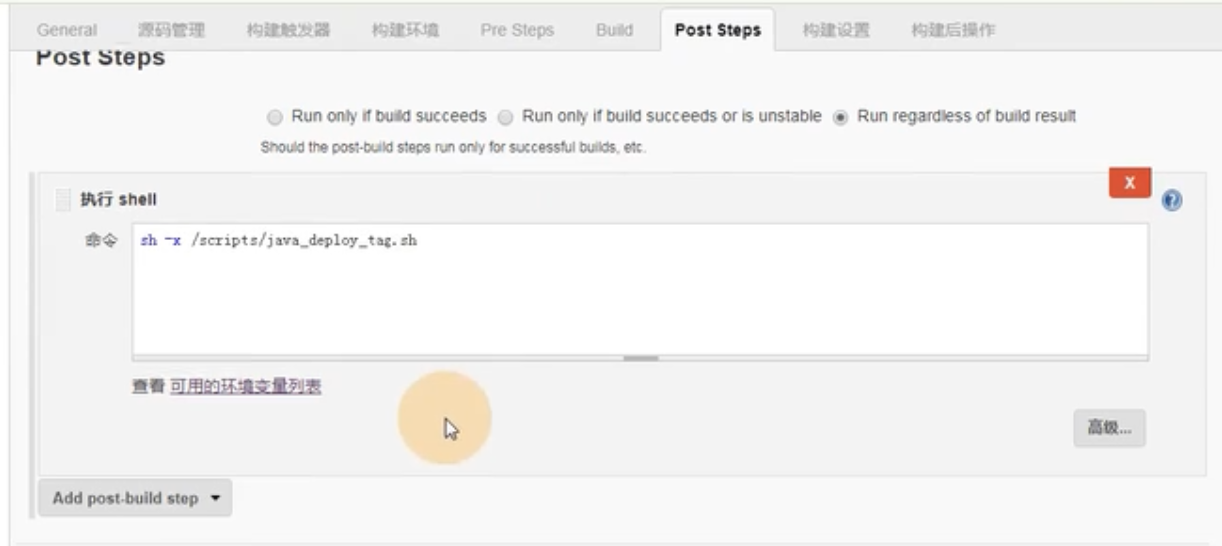 General 源码管理 构建触发器 构建环境 Pre Steps Build Post Steps 构建设置 构建后操作
Post Steps
Run only if build succeeds Run only if build succeeds or is unstable Run regardless of build result
Should the post-build steps run only for successful builds, etc.
X
执行 shell
命令 sh -x /scripts/java_deploy_tag.sh
查看 可用的环境变量列表
高级...
Add post-build step